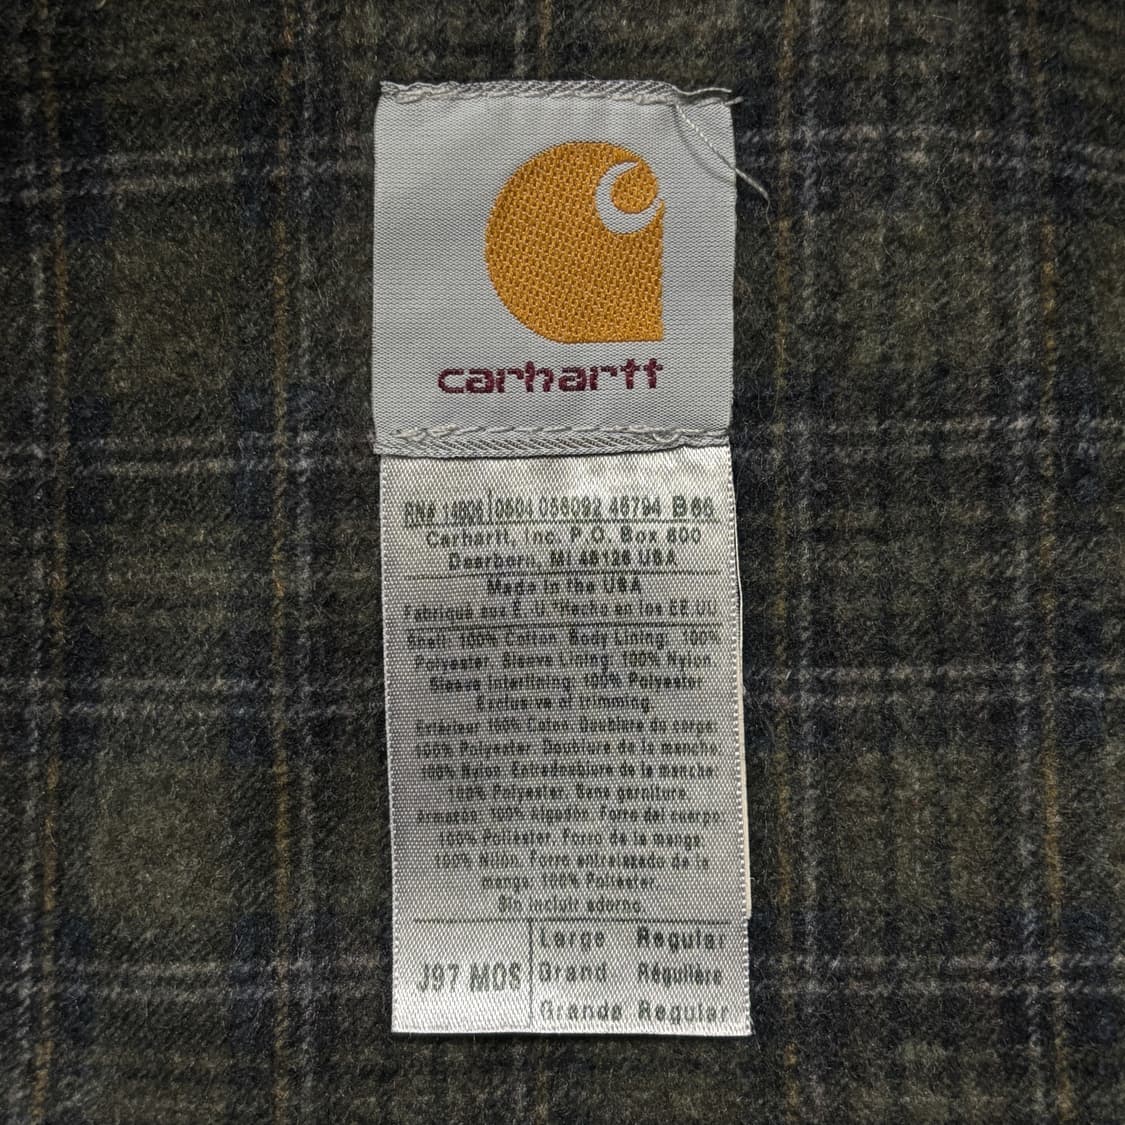 carhartt
RN# 14806 0504 056092 46794 B66
Carhartt, Inc. P.O. Box 600
Dearborn, MI 48126 USA
Made in the USA
Fabriqué aux É. U.*Hecho en los EE.UU.
Shell: 100% Cotton. Body Lining: 100%
Polyester. Sleeve Lining: 100% Nylon.
Sleeve Interlining: 100% Polyester
Exclusive of trimming.
Extérieur 100% Coton. Doublure du corps:
100% Polyester. Doublure de la manche:
100% Nylon. Entredoublure de la manche:
100% Polyester. Sans garniture.
Armazón: 100% Algodón. Forro del cuerpo:
100% Poliester. Forro de la manga:
100% Nilón. Forro entrelazado de la
manga: 100% Poliester.
Sin incluir adorno.
J97 MOS
Large Regular
Grand Régulière
Grande Regular